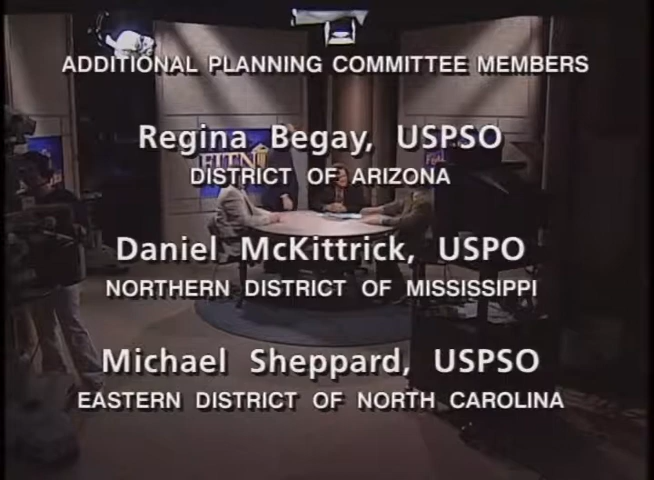 ADDITIONAL PLANNING COMMITTEE MEMBERS
Regina Begay, USPSO
DISTRICT OF ARIZONA
FJTN
Daniel McKittrick, USPO
NORTHERN DISTRICT OF MISSISSIPPI
Michael Sheppard, USPSO
EASTERN DISTRICT OF NORTH CAROLINA